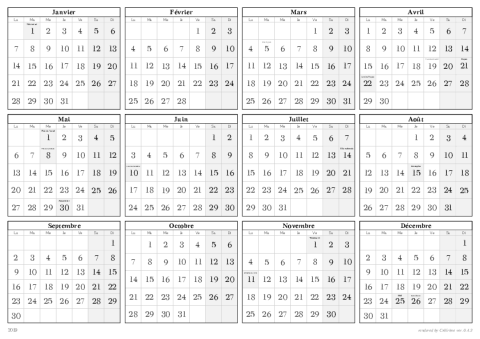 Janvier
Lu Ma Me Je Ve Sa Di
1 2 3 4 5 6
7 8 9 10 11 12 13
14 15 16 17 18 19 20
21 22 23 24 25 26 27
28 29 30 31
Février
Lu Ma Me Je Ve Sa Di
1 2 3
4 5 6 7 8 9 10
11 12 13 14 15 16 17
18 19 20 21 22 23 24
25 26 27 28
Mars
Lu Ma Me Je Ve Sa Di
1 2 3
4 5 6 7 8 9 10
11 12 13 14 15 16 17
18 19 20 21 22 23 24
25 26 27 28 29 30 31
Avril
Lu Ma Me Je Ve Sa Di
1 2 3 4 5 6 7
8 9 10 11 12 13 14
15 16 17 18 19 20 21
22 23 24 25 26 27 28
29 30
Mai
Lu Ma Me Je Ve Sa Di
1 2 3 4 5
6 7 8 9 10 11 12
13 14 15 16 17 18 19
20 21 22 23 24 25 26
27 28 29 30 31
Juin
Lu Ma Me Je Ve Sa Di
1 2
3 4 5 6 7 8 9
10 11 12 13 14 15 16
17 18 19 20 21 22 23
24 25 26 27 28 29 30
Juillet
Lu Ma Me Je Ve Sa Di
1 2 3 4 5 6 7
8 9 10 11 12 13 14
15 16 17 18 19 20 21
22 23 24 25 26 27 28
29 30 31
Août
Lu Ma Me Je Ve Sa Di
1 2 3 4
5 6 7 8 9 10 11
12 13 14 15 16 17 18
19 20 21 22 23 24 25
26 27 28 29 30 31
Septembre
Lu Ma Me Je Ve Sa Di
1
2 3 4 5 6 7 8
9 10 11 12 13 14 15
16 17 18 19 20 21 22
23 24 25 26 27 28 29
30
Octobre
Lu Ma Me Je Ve Sa Di
1 2 3 4 5 6
7 8 9 10 11 12 13
14 15 16 17 18 19 20
21 22 23 24 25 26 27
28 29 30 31
Novembre
Lu Ma Me Je Ve Sa Di
1 2 3
4 5 6 7 8 9 10
11 12 13 14 15 16 17
18 19 20 21 22 23 24
25 26 27 28 29 30
Décembre
Lu Ma Me Je Ve Sa Di
1
2 3 4 5 6 7 8
9 10 11 12 13 14 15
16 17 18 19 20 21 22
23 24 25 26 27 28 29
30 31
2019